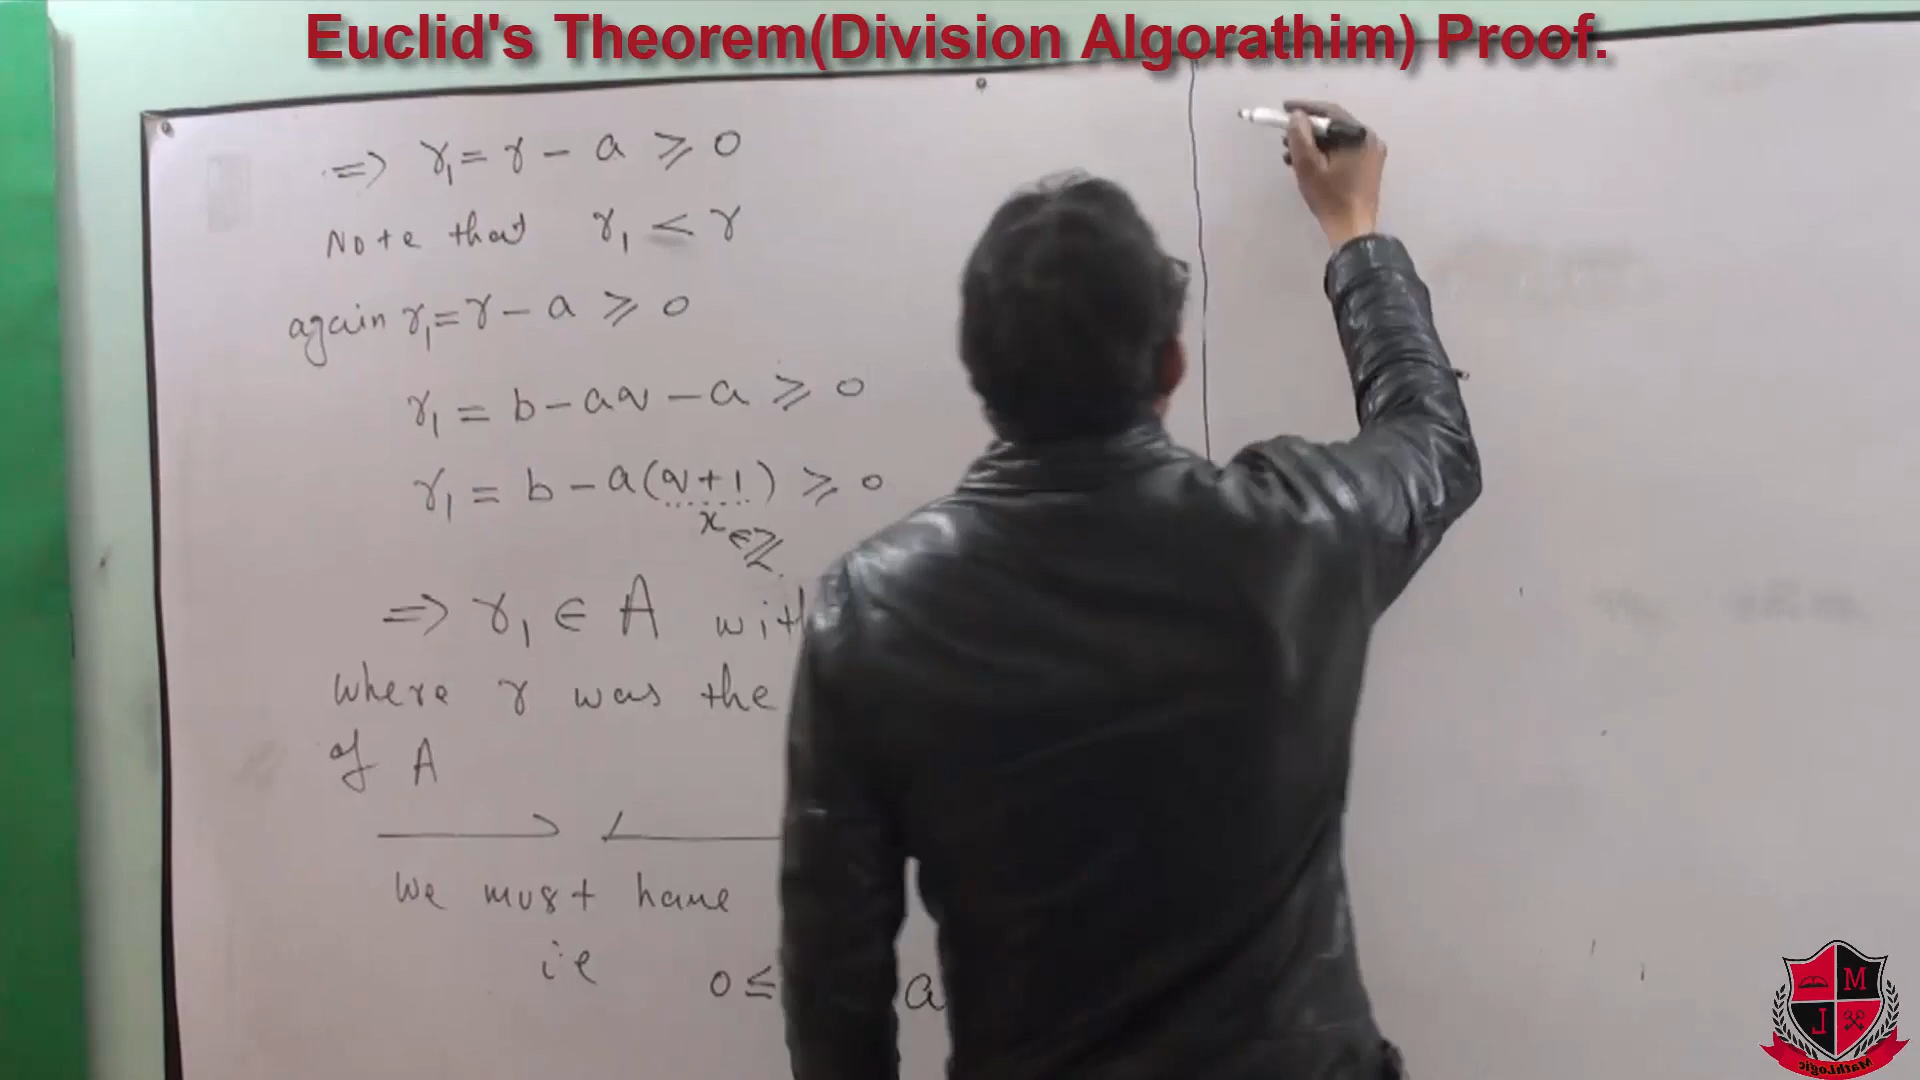 Euclid's Theorem(Division Algorathim) Proof.
=> r₁ = r - a ≥ 0
Note that r₁ < r
again r₁ = r - a ≥ 0
r₁ = b - aq - a ≥ 0
r₁ = b - a(q+1) ≥ 0
x ∈ ℤ
=> r₁ ∈ A
where r was the
of A
We must have
ie 0 ≤ a
M
J
MathLogic